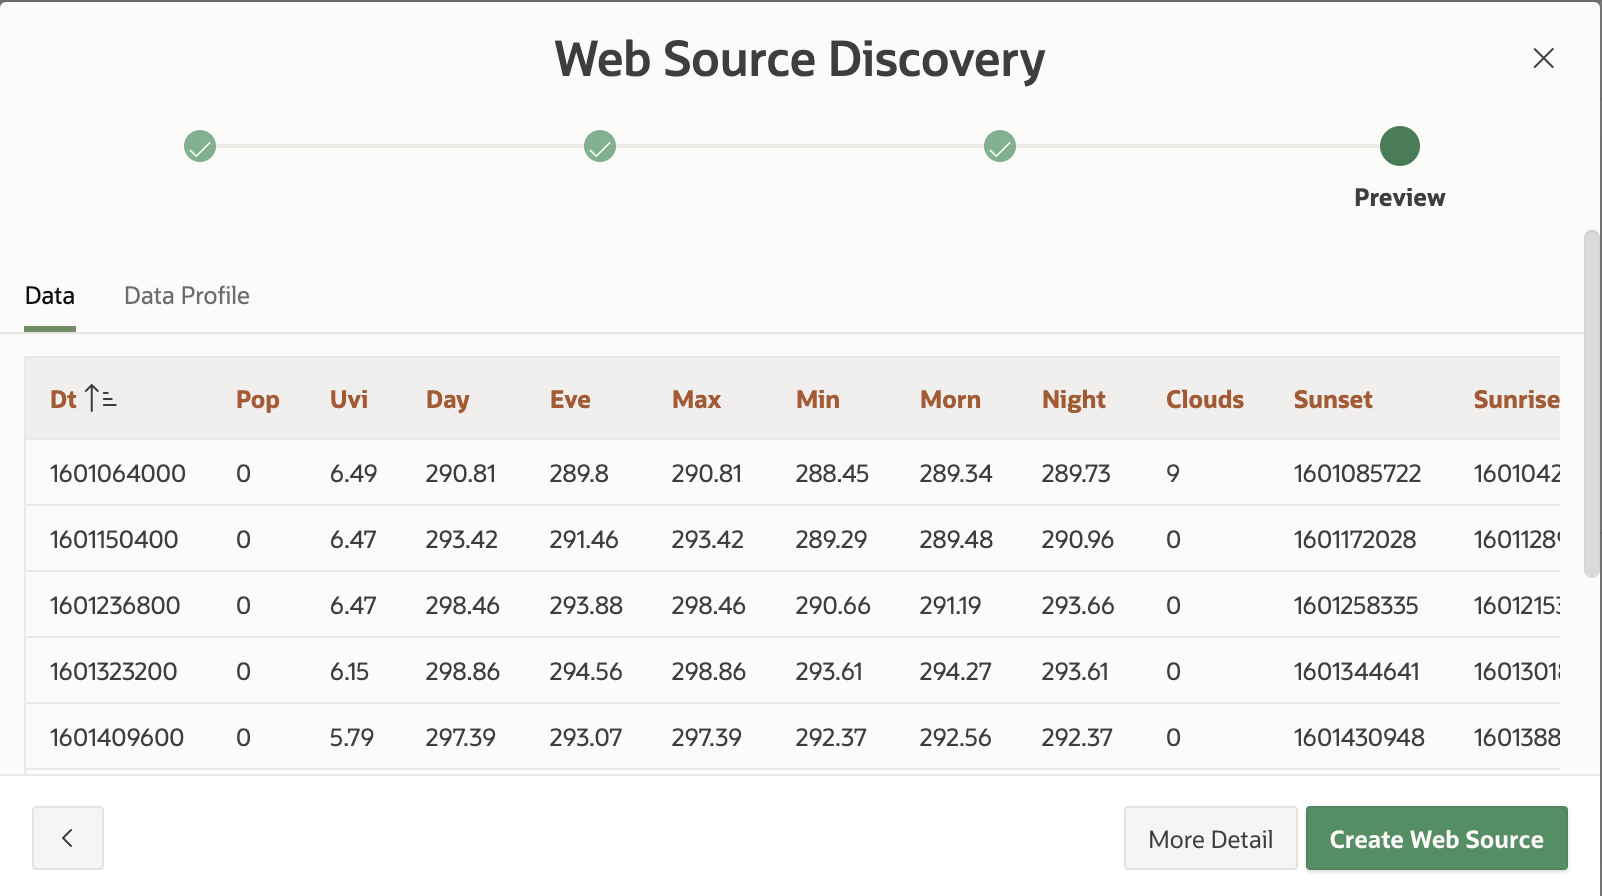 Web Source Discovery
Preview
Data Data Profile
Dt Pop Uvi Day Eve Max Min Morn Night Clouds Sunset Sunrise
1601064000 0 6.49 290.81 289.8 290.81 288.45 289.34 289.73 9 1601085722 1601042
1601150400 0 6.47 293.42 291.46 293.42 289.29 289.48 290.96 0 1601172028 1601128
1601236800 0 6.47 298.46 293.88 298.46 290.66 291.19 293.66 0 1601258335 1601215
1601323200 0 6.15 298.86 294.56 298.86 293.61 294.27 293.61 0 1601344641 1601301
1601409600 0 5.79 297.39 293.07 297.39 292.37 292.56 292.37 0 1601430948 1601388
More Detail Create Web Source